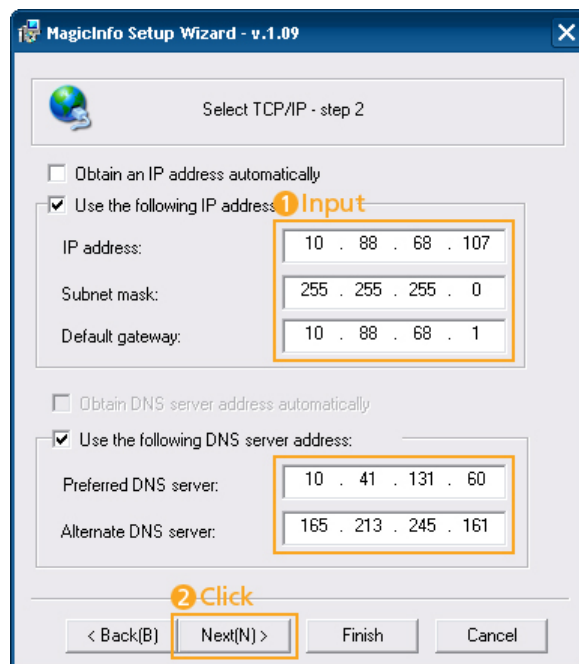 MagicInfo Setup Wizard - v.1.09
Select TCP/IP - step 2
Obtain an IP address automatically
Use the following IP address
1 Input
IP address: 10 . 88 . 68 . 107
Subnet mask: 255 . 255 . 255 . 0
Default gateway: 10 . 88 . 68 . 1
Obtain DNS server address automatically
Use the following DNS server address:
Preferred DNS server: 10 . 41 . 131 . 60
Alternate DNS server: 165 . 213 . 245 . 161
2 Click
< Back(B) Next(N) > Finish Cancel